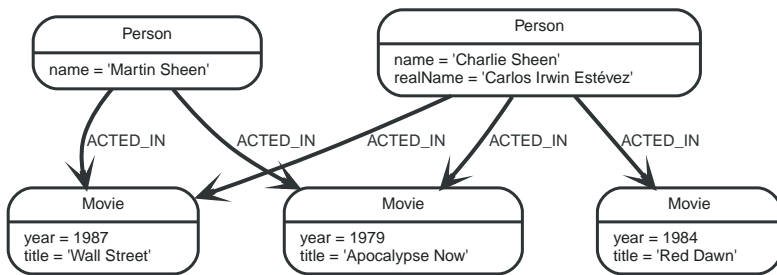 Person
name = 'Martin Sheen'
Person
name = 'Charlie Sheen'
realName = 'Carlos Irwin Estévez'
ACTED_IN
ACTED_IN
ACTED_IN
ACTED_IN
ACTED_IN
Movie
year = 1987
title = 'Wall Street'
Movie
year = 1979
title = 'Apocalypse Now'
Movie
year = 1984
title = 'Red Dawn'